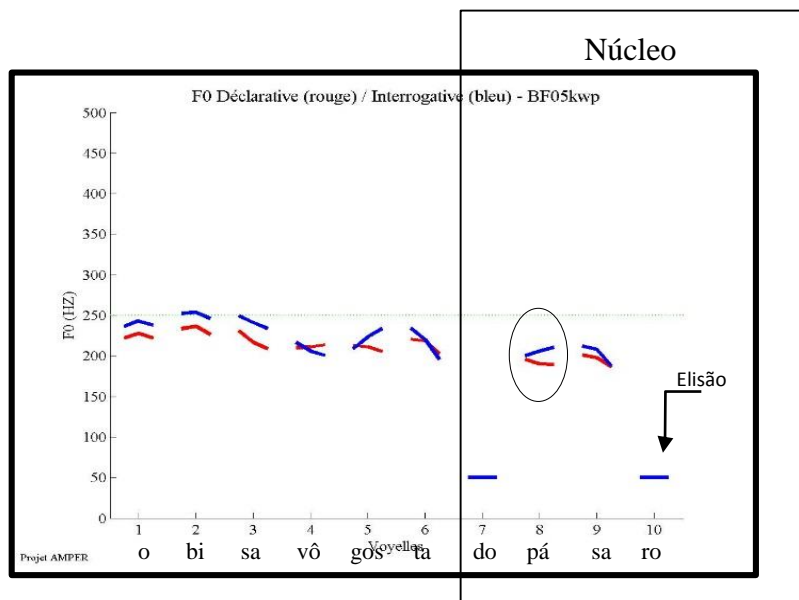 Núcleo
F0 Déclarative (rouge) / Interrogative (bleu) - BF05kwp
500
450
400
350
300
250
200
150
100
50
0
F0 (HZ)
Elisão
1 2 3 4 5 6 7 8 9 10
Voyelles
o bi sa vô gos ta do pá sa ro
Projet AMPER